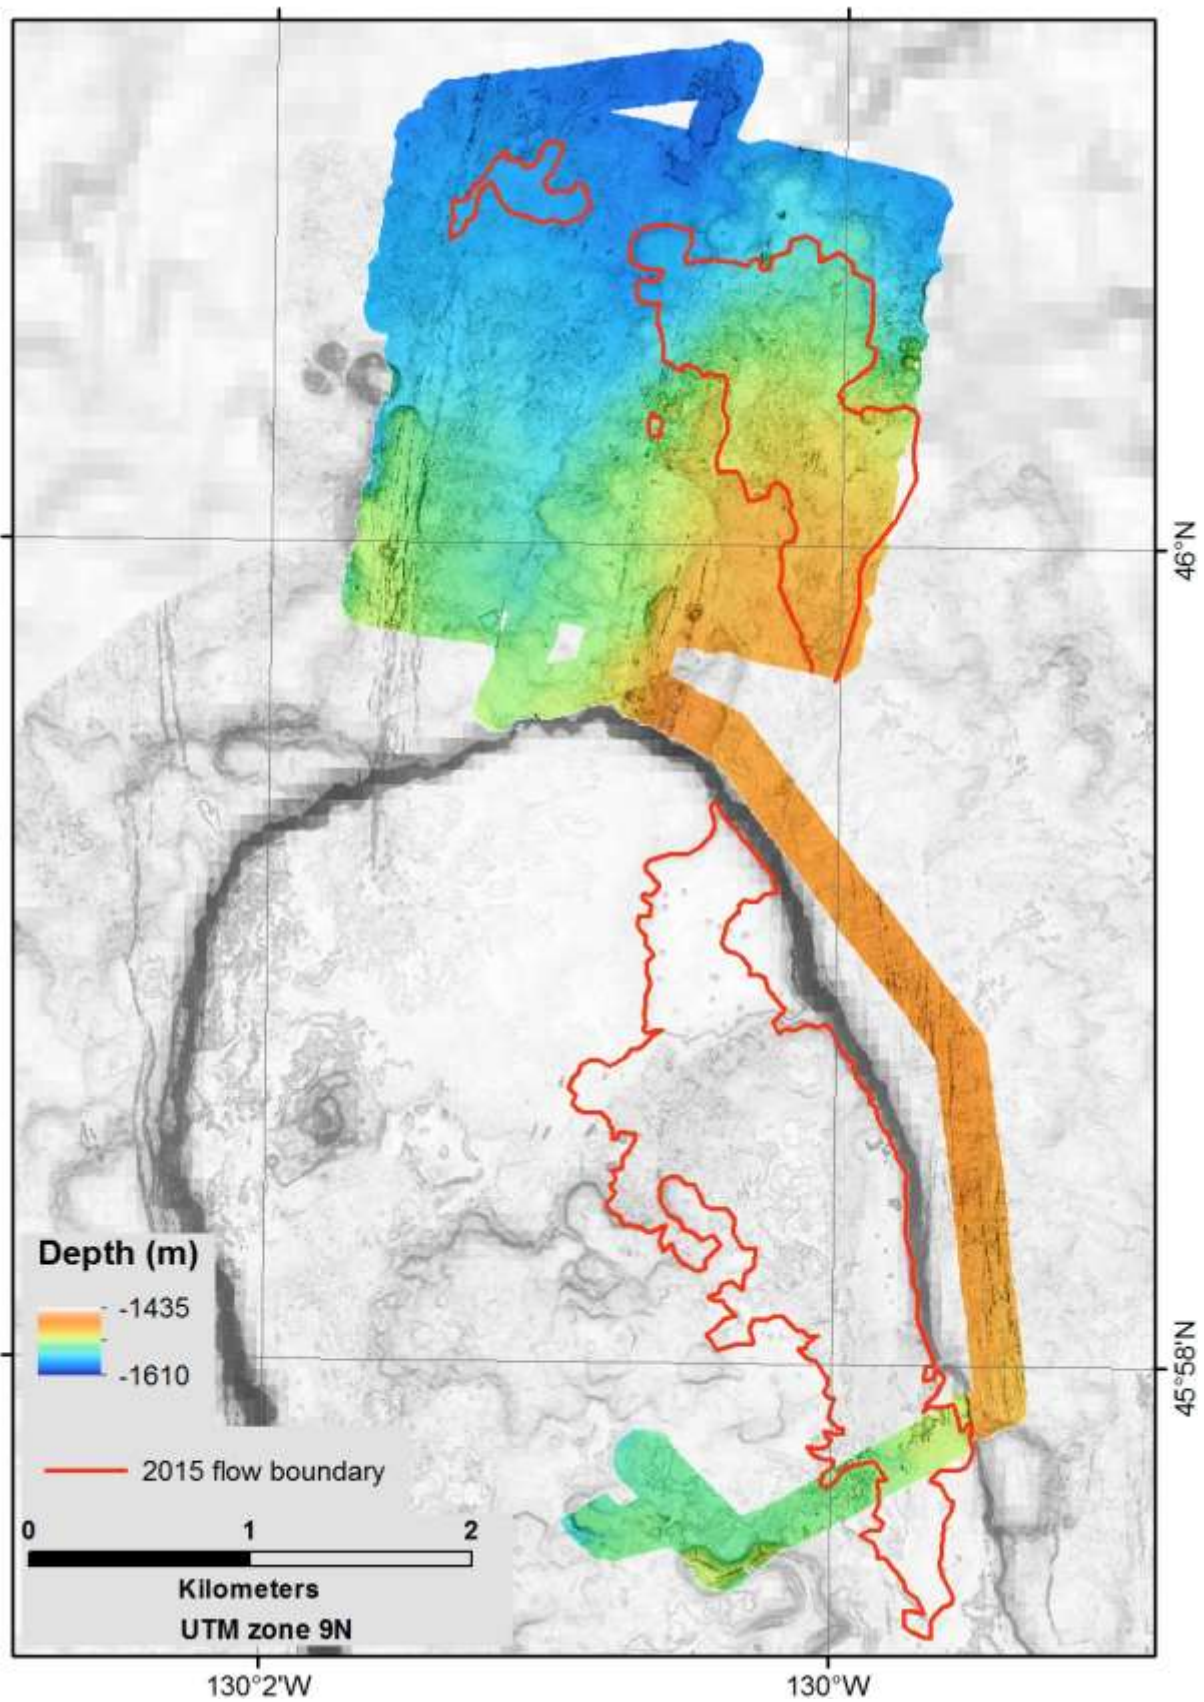 46°N
Depth (m)
-1435
-1610
45°58'N
2015 flow boundary
0 1 2
Kilometers
UTM zone 9N
130°2'W 130°W